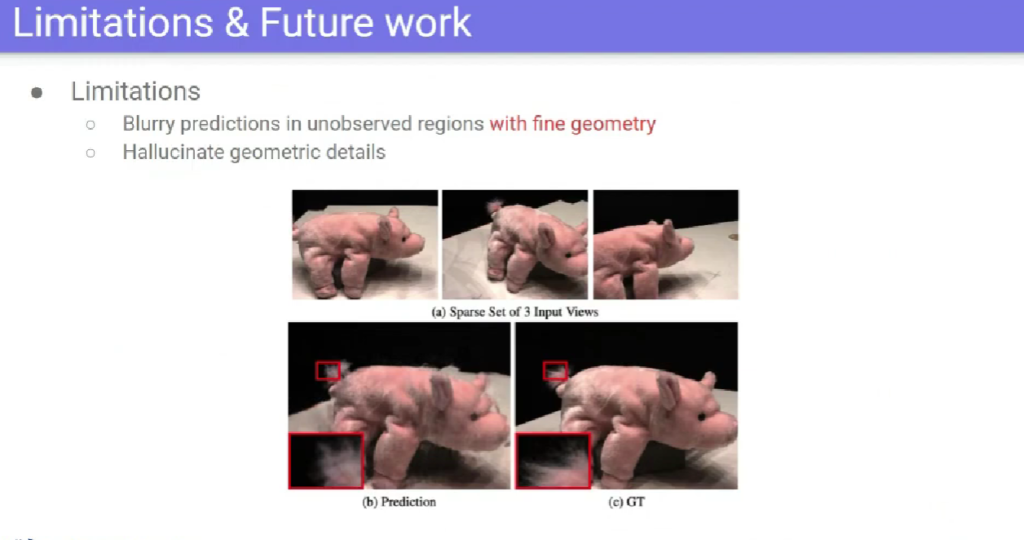 Limitations & Future work
Limitations
Blurry predictions in unobserved regions with fine geometry
Hallucinate geometric details
(a) Sparse Set of 3 Input Views
(b) Prediction
(c) GT